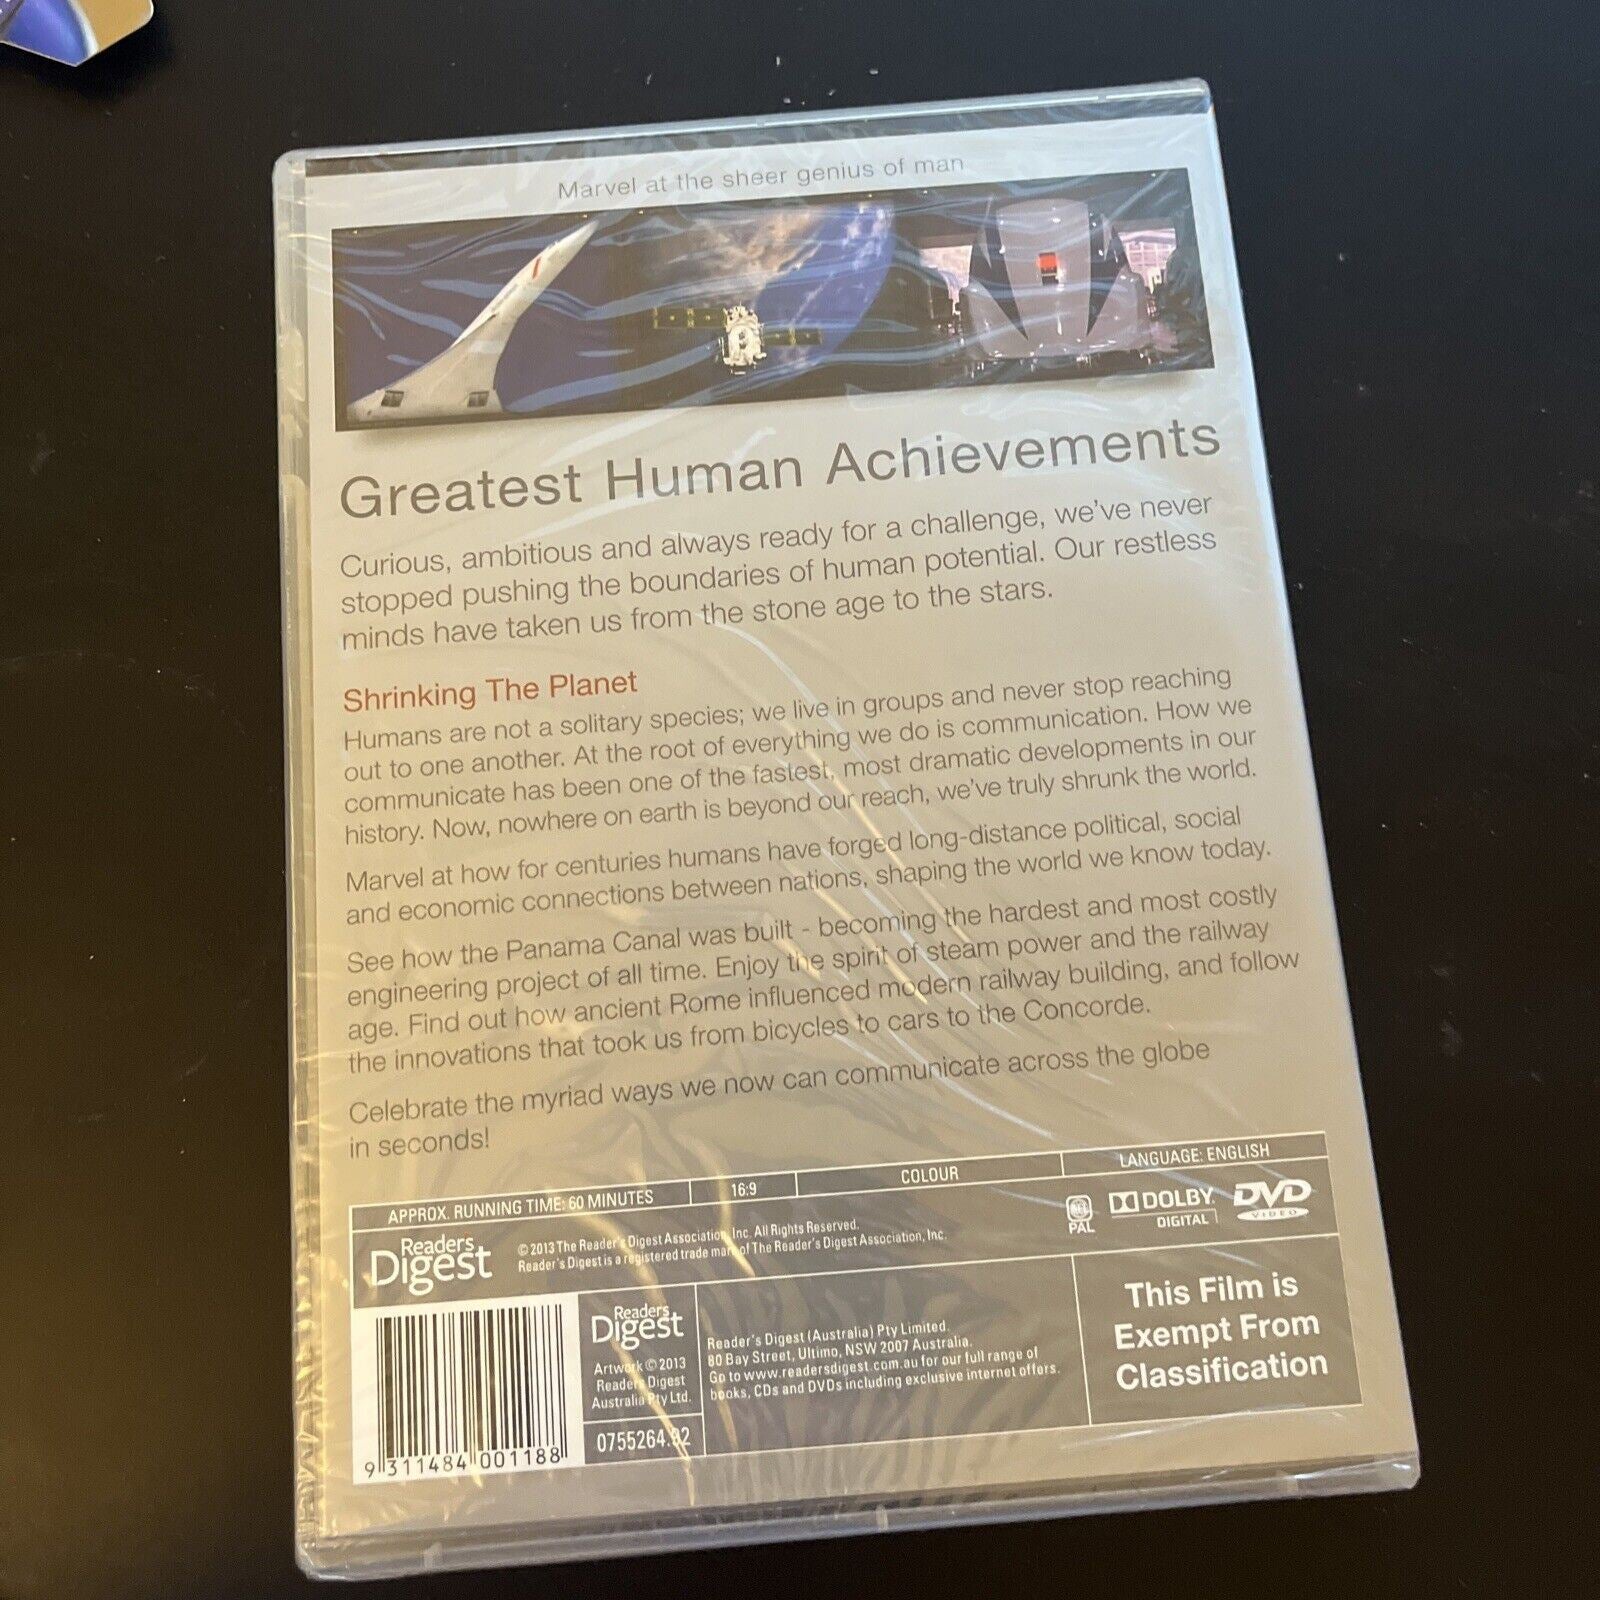 Marvel at the sheer genius of man
Greatest Human Achievements
Curious, ambitious and always ready for a challenge, we've never
stopped pushing the boundaries of human potential. Our restless
minds have taken us from the stone age to the stars.
Shrinking The Planet
Humans are not a solitary species; we live in groups and never stop reaching
out to one another. At the root of everything we do is communication. How we
communicate has been one of the fastest, most dramatic developments in our
history. Now, nowhere on earth is beyond our reach, we've truly shrunk the world.
Marvel at how for centuries humans have forged long-distance political, social
and economic connections between nations, shaping the world we know today.
See how the Panama Canal was built - becoming the hardest and most costly
engineering project of all time. Enjoy the spirit of steam power and the railway
age. Find out how ancient Rome influenced modern railway building, and follow
the innovations that took us from bicycles to cars to the Concorde.
Celebrate the myriad ways we now can communicate across the globe
in seconds!
APPROX. RUNNING TIME: 60 MINUTES 16:9 COLOUR LANGUAGE: ENGLISH
Readers
Digest
©2013 The Reader's Digest Association, Inc. All Rights Reserved.
Reader's Digest is a registered trade mark of The Reader's Digest Association, Inc.
PAL
DOLBY
DIGITAL
DVD
VIDEO
9 311484 001188
Readers
Digest
Artwork © 2013
Readers Digest
Australia Pty Ltd.
0755264.82
Reader's Digest (Australia) Pty Limited.
80 Bay Street, Ultimo, NSW 2007 Australia.
Go to www.readersdigest.com.au for our full range of
books, CDs and DVDs including exclusive internet offers.
This Film is
Exempt From
Classification